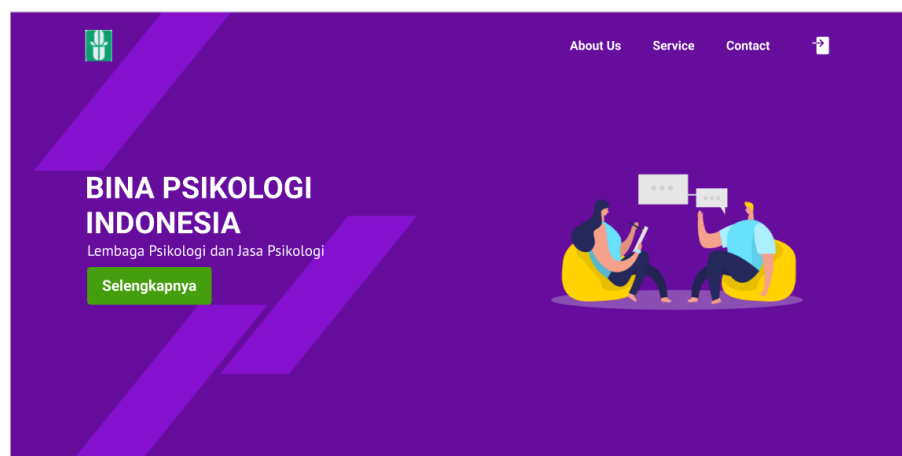 About Us Service Contact
BINA PSIKOLOGI
INDONESIA
Lembaga Psikologi dan Jasa Psikologi
Selengkapnya